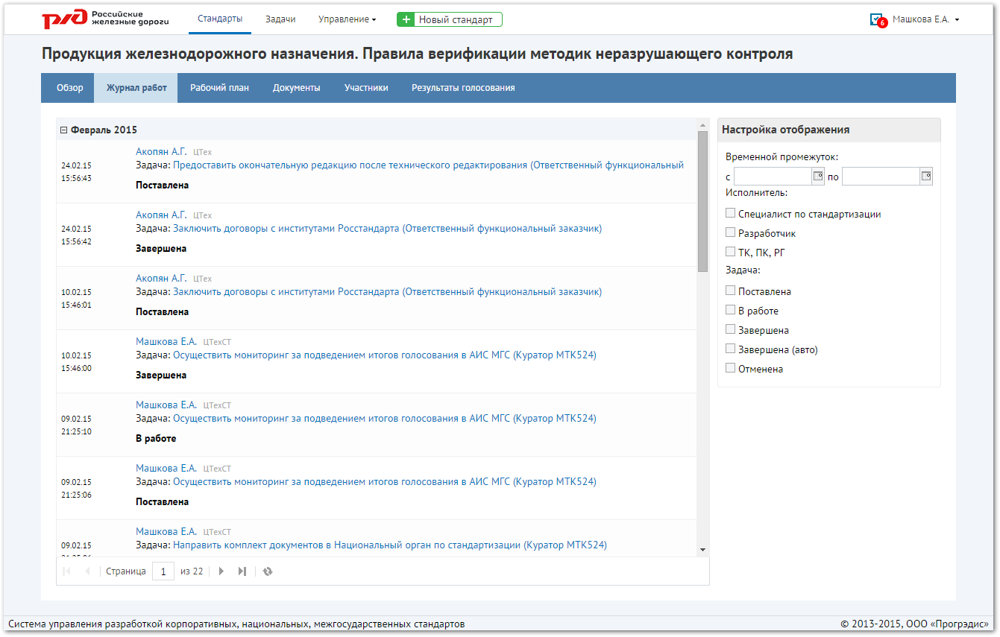 Российские
железные дороги
Стандарты Задачи Управление + Новый стандарт 6 Машкова Е.А.
Продукция железнодорожного назначения. Правила верификации методик неразрушающего контроля
Обзор Журнал работ Рабочий план Документы Участники Результаты голосования
Февраль 2015
24.02.15
15:56:43
Акопян А.Г. ЦТех
Задача: Предоставить окончательную редакцию после технического редактирования (Ответственный функциональный
Поставлена
24.02.15
15:56:42
Акопян А.Г. ЦТех
Задача: Заключить договоры с институтами Росстандарта (Ответственный функциональный заказчик)
Завершена
10.02.15
15:46:01
Акопян А.Г. ЦТех
Задача: Заключить договоры с институтами Росстандарта (Ответственный функциональный заказчик)
Поставлена
10.02.15
15:46:00
Машкова Е.А. ЦТехСТ
Задача: Осуществить мониторинг за подведением итогов голосования в АИС МГС (Куратор МТК524)
Завершена
09.02.15
21:25:10
Машкова Е.А. ЦТехСТ
Задача: Осуществить мониторинг за подведением итогов голосования в АИС МГС (Куратор МТК524)
В работе
09.02.15
21:25:06
Машкова Е.А. ЦТехСТ
Задача: Осуществить мониторинг за подведением итогов голосования в АИС МГС (Куратор МТК524)
Поставлена
09.02.15
Машкова Е.А. ЦТехСТ
Задача: Направить комплект документов в Национальный орган по стандартизации (Куратор МТК524)
Страница 1 из 22
Настройка отображения
Временной промежуток:
с по
Исполнитель:
Специалист по стандартизации
Разработчик
ТК, ПК, РГ
Задача:
Поставлена
В работе
Завершена
Завершена (авто)
Отменена
Система управления разработкой корпоративных, национальных, межгосударственных стандартов
© 2013-2015, ООО «Прогрэдис»